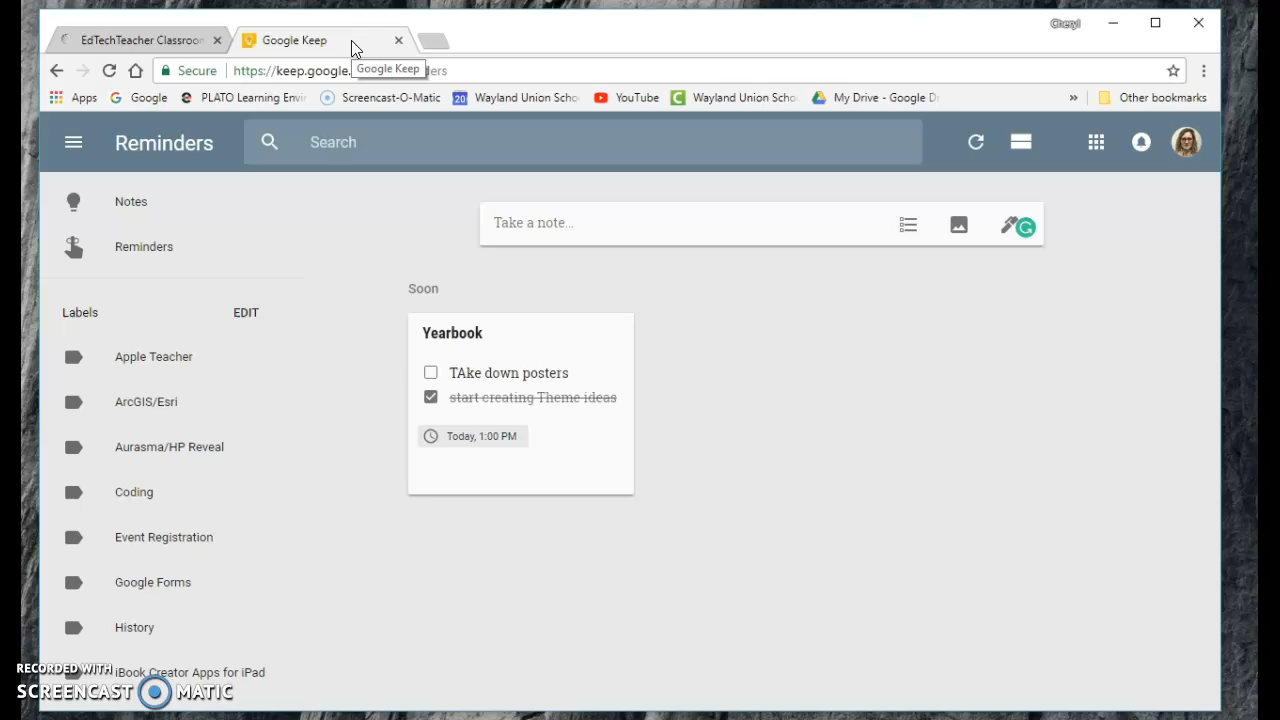 Cheryl
EdTechTeacher Classroom
Google Keep
Secure
https://keep.google.
ders
Google Keep
Apps
Google
PLATO Learning Envir
Screencast-O-Matic
Wayland Union Scho
YouTube
Wayland Union Scho
My Drive - Google Dr
»
Other bookmarks
Reminders
Search
Notes
Take a note...
Reminders
Soon
Labels
EDIT
Yearbook
Apple Teacher
TAke down posters
start creating Theme ideas
ArcGIS/Esri
Today, 1:00 PM
Aurasma/HP Reveal
Coding
Event Registration
Google Forms
History
iBook Creator Apps for iPad
RECORDED WITH
SCREENCAST MATIC